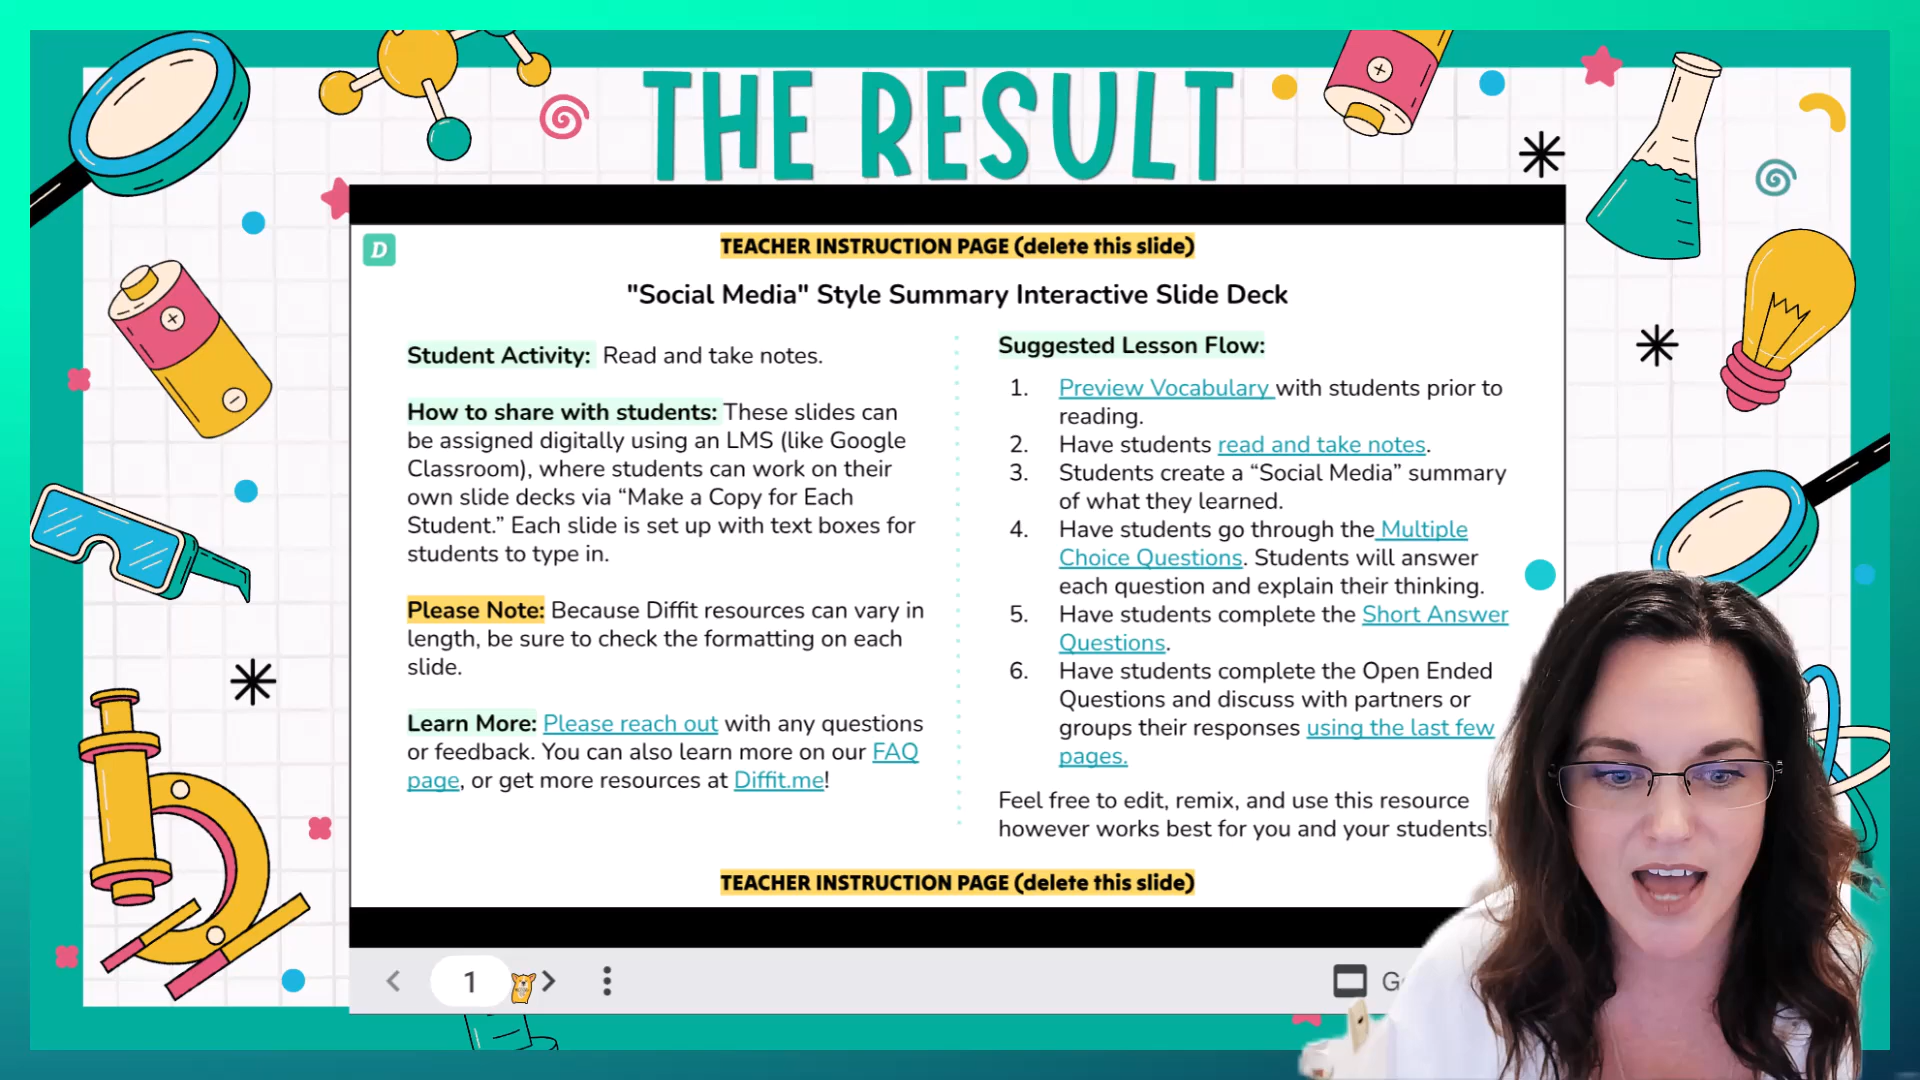 THE RESULT
D
TEACHER INSTRUCTION PAGE (delete this slide)
"Social Media" Style Summary Interactive Slide Deck
Student Activity: Read and take notes.
How to share with students: These slides can
be assigned digitally using an LMS (like Google
Classroom), where students can work on their
own slide decks via “Make a Copy for Each
Student.” Each slide is set up with text boxes for
students to type in.
Please Note: Because Diffit resources can vary in
length, be sure to check the formatting on each
slide.
Learn More: Please reach out with any questions
or feedback. You can also learn more on our FAQ
page, or get more resources at Diffit.me!
Suggested Lesson Flow:
1. Preview Vocabulary with students prior to
reading.
2. Have students read and take notes.
3. Students create a “Social Media” summary
of what they learned.
4. Have students go through the Multiple
Choice Questions. Students will answer
each question and explain their thinking.
5. Have students complete the Short Answer
Questions.
6. Have students complete the Open Ended
Questions and discuss with partners or
groups their responses using the last few
pages.
Feel free to edit, remix, and use this resource
however works best for you and your students!
TEACHER INSTRUCTION PAGE (delete this slide)
1